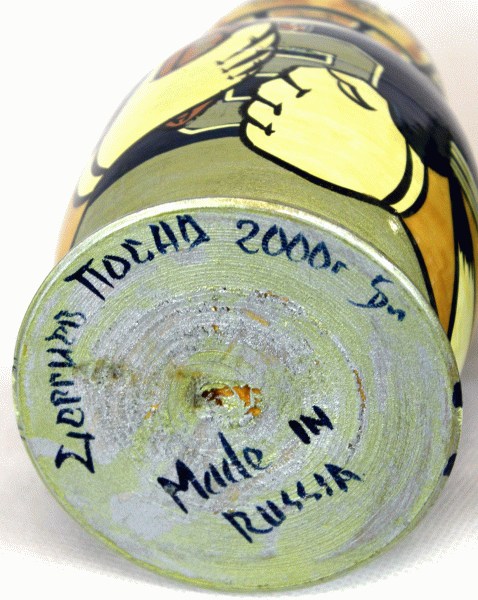 Сергиев Посад 2000г 5м
Made in
Russia